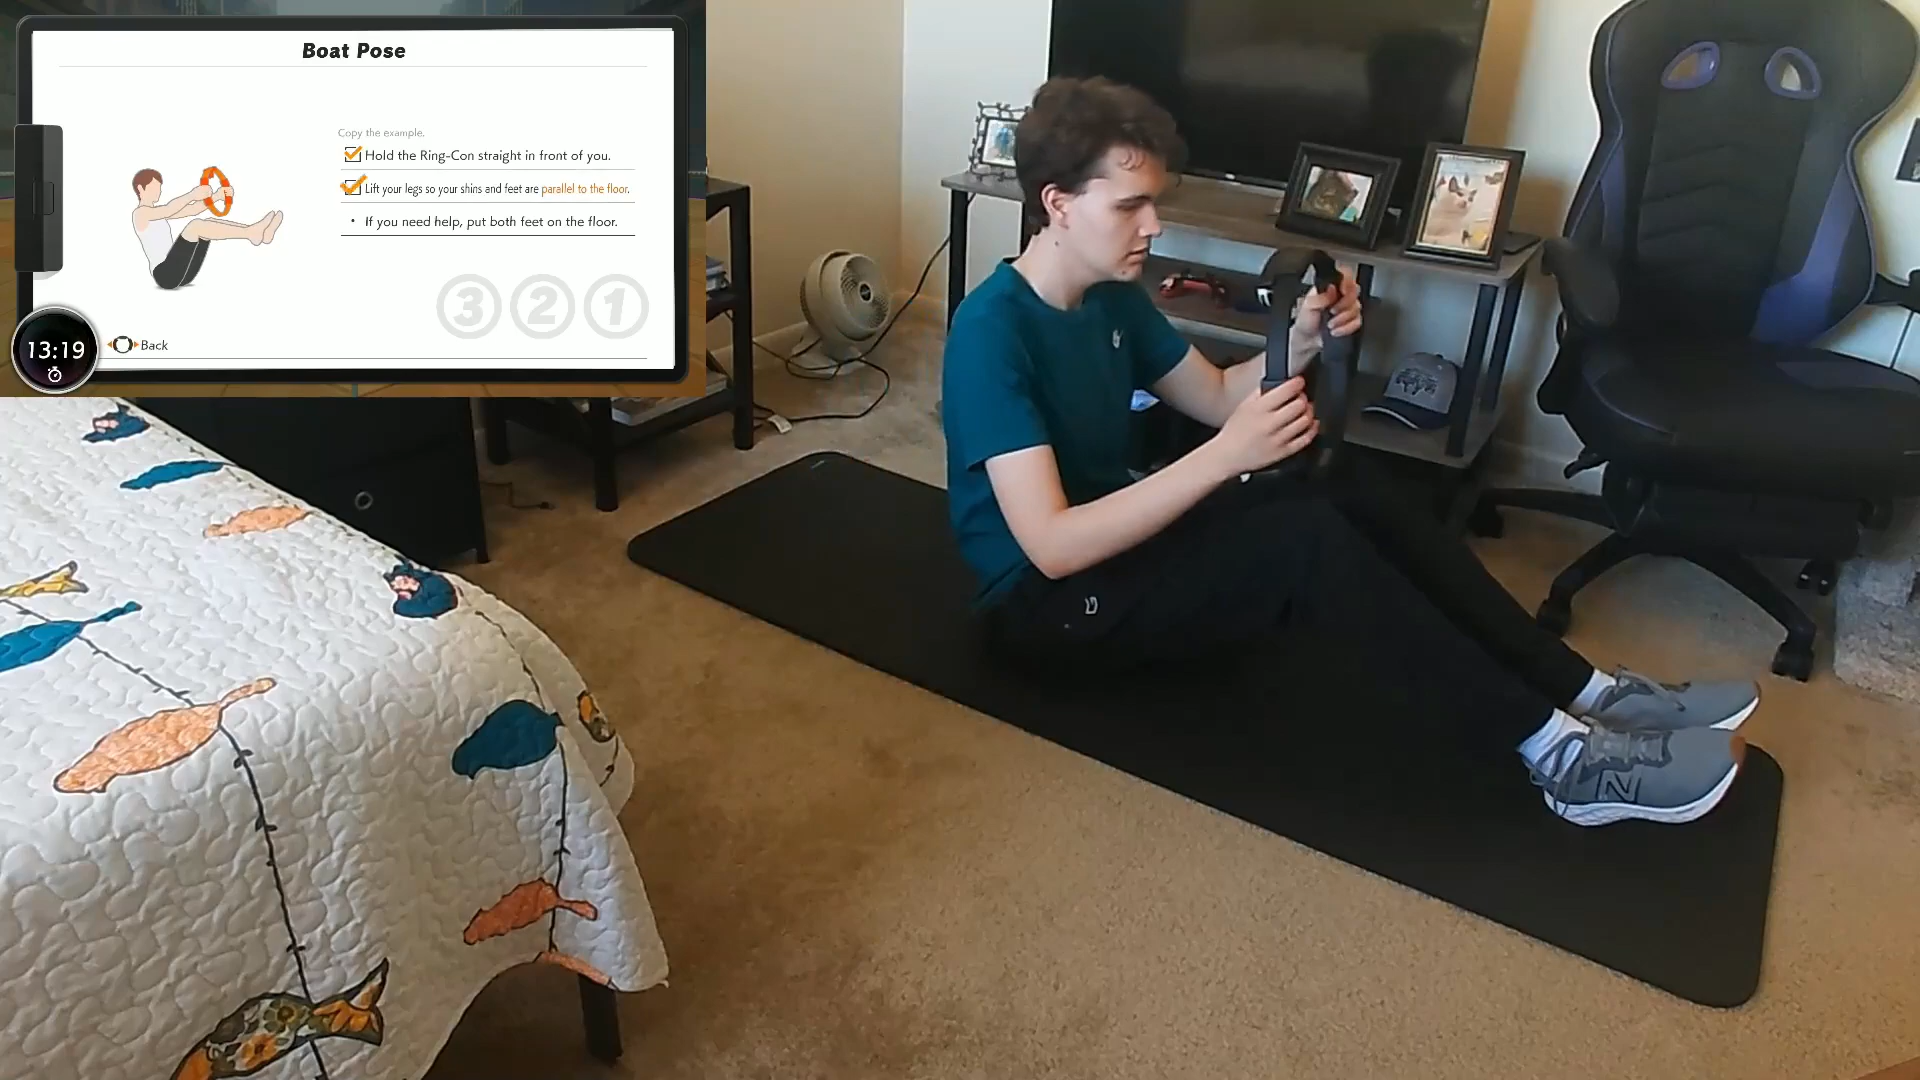 Boat Pose
Copy the example.
Hold the Ring-Con straight in front of you.
Lift your legs so your shins and feet are parallel to the floor.
• If you need help, put both feet on the floor.
3 2 1
13:19
Back
N